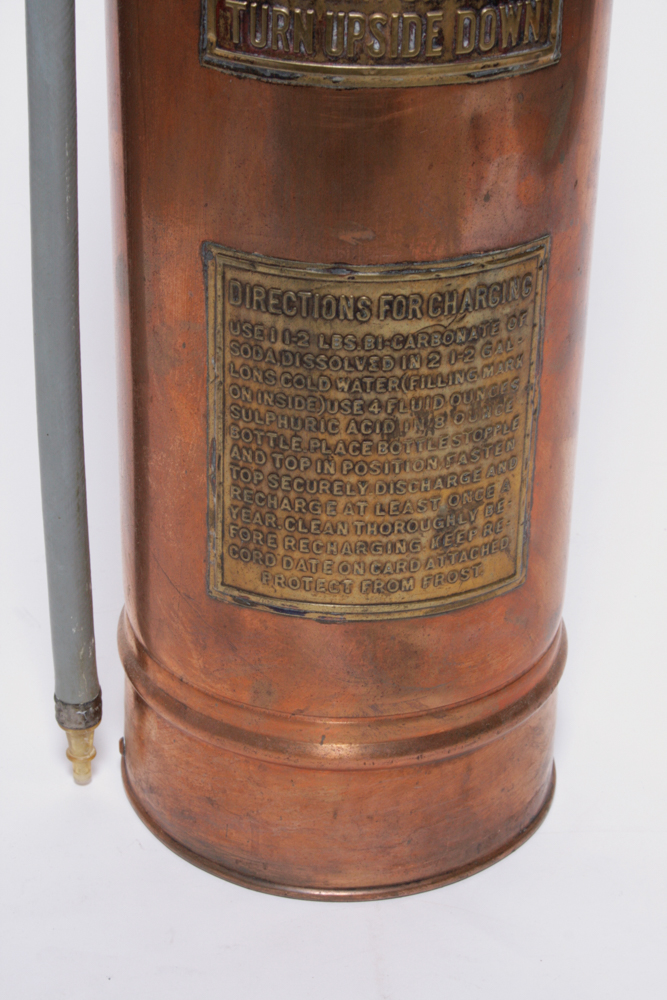 TURN UPSIDE DOWN
DIRECTIONS FOR CHARGING
USE 1 1-2 LBS. BI-CARBONATE OF
SODA DISSOLVED IN 2 1-2 GAL-
LONS COLD WATER (FILLING MARK
ON INSIDE) USE 4 FLUID OUNCES
SULPHURIC ACID IN 8 OUNCE
BOTTLE. PLACE BOTTLE STOPPLE
AND TOP IN POSITION. FASTEN
TOP SECURELY DISCHARGE AND
RECHARGE AT LEAST ONCE A
YEAR. CLEAN THOROUGHLY BE-
FORE RECHARGING KEEP RE-
CORD DATE ON CARD ATTACHED
PROTECT FROM FROST.